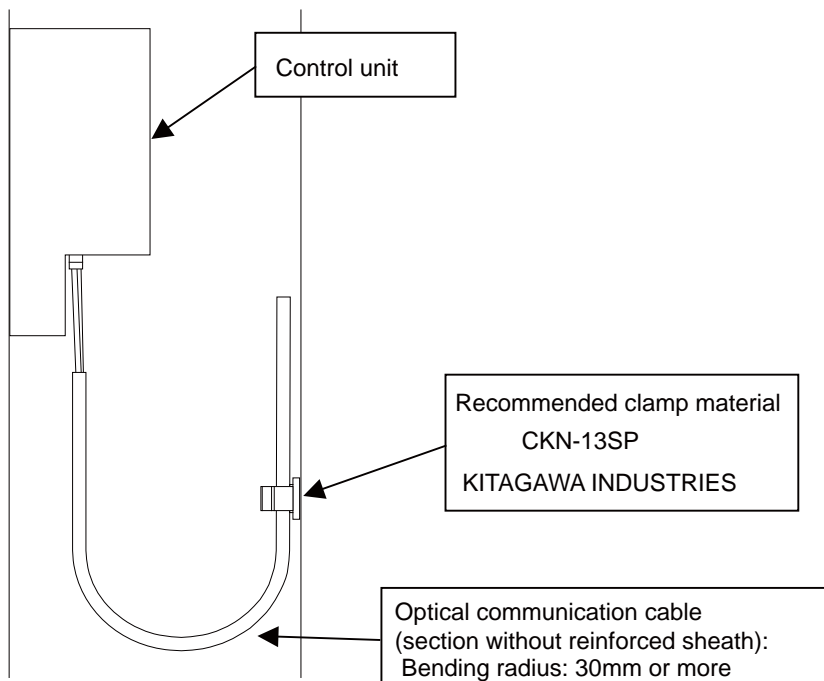 Control unit
Recommended clamp material
CKN-13SP
KITAGAWA INDUSTRIES
Optical communication cable
(section without reinforced sheath):
Bending radius: 30mm or more